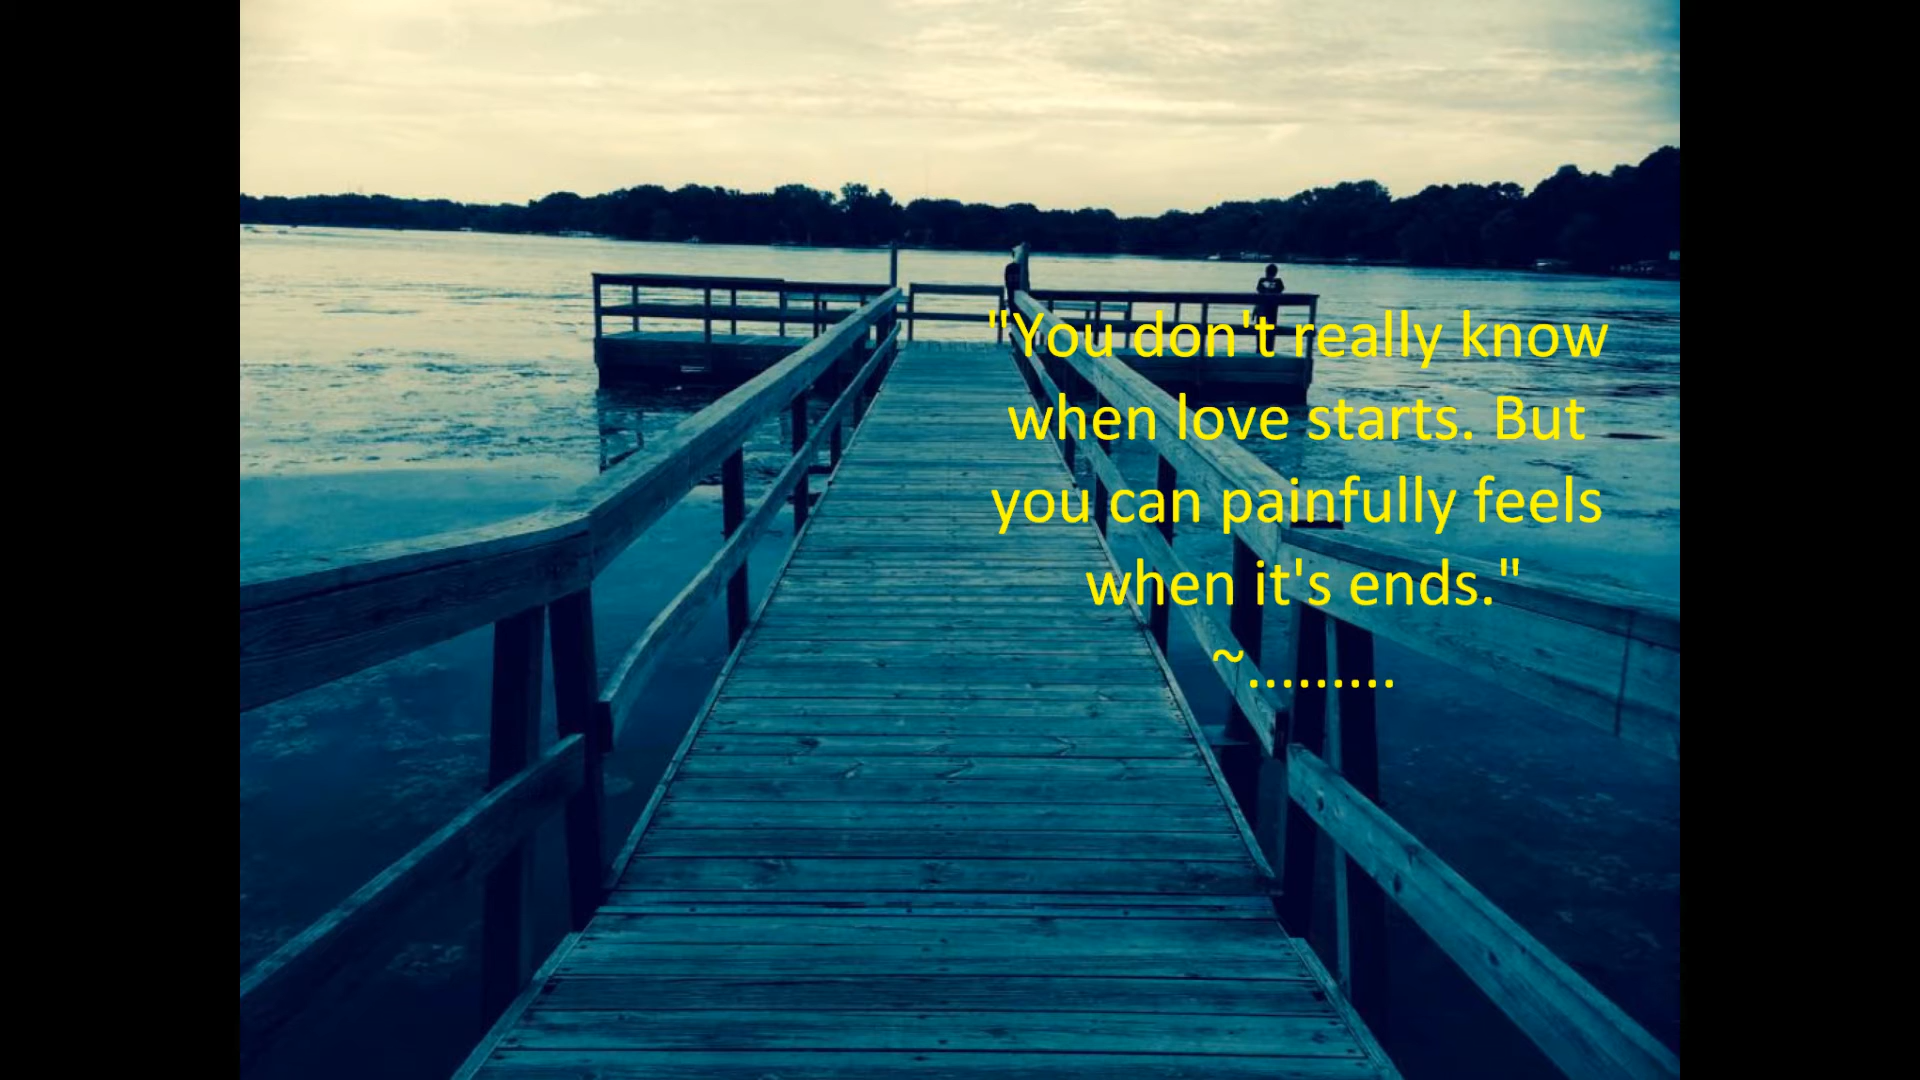 "You don't really know
when love starts. But
you can painfully feels
when it's ends."
~.........